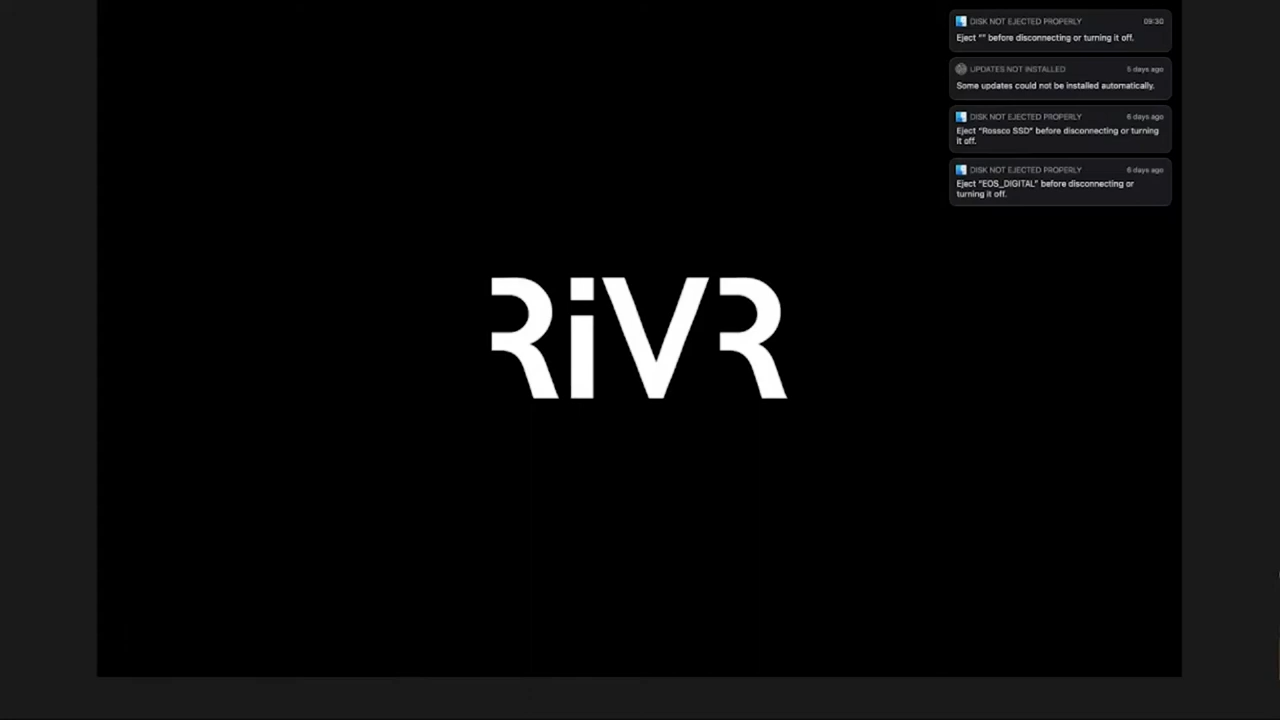 DISK NOT EJECTED PROPERLY 09:30
Eject "" before disconnecting or turning it off.
UPDATES NOT INSTALLED 5 days ago
Some updates could not be installed automatically.
DISK NOT EJECTED PROPERLY 6 days ago
Eject "Rossco SSD" before disconnecting or turning
it off.
DISK NOT EJECTED PROPERLY 6 days ago
Eject "EOS_DIGITAL" before disconnecting or
turning it off.
RiVR